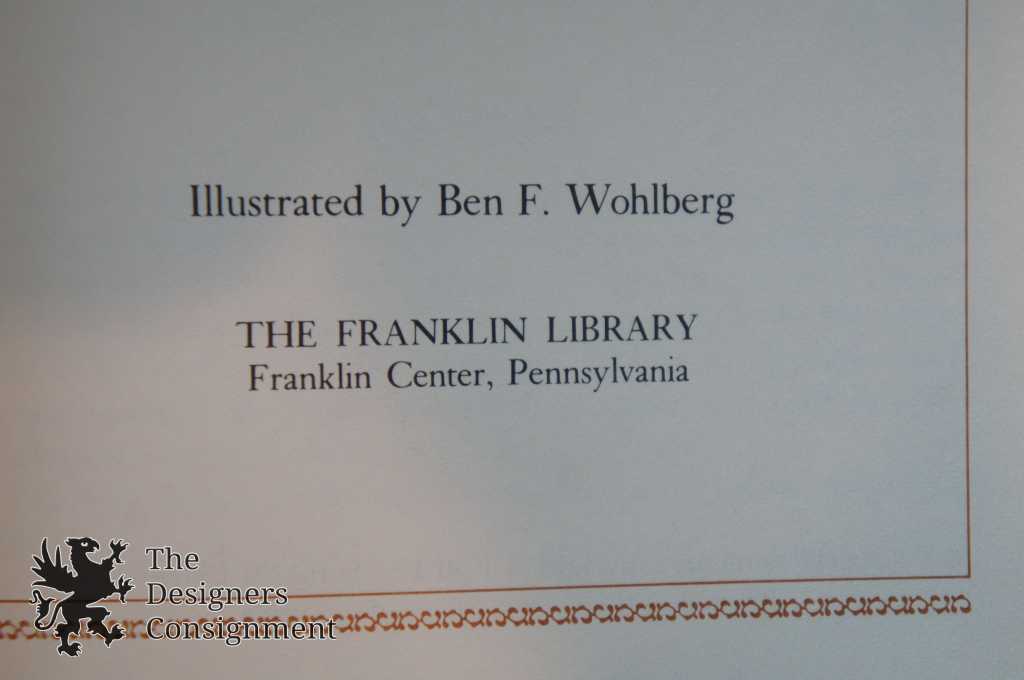 Illustrated by Ben F. Wohlberg
THE FRANKLIN LIBRARY
Franklin Center, Pennsylvania
The
Designers
Consignment